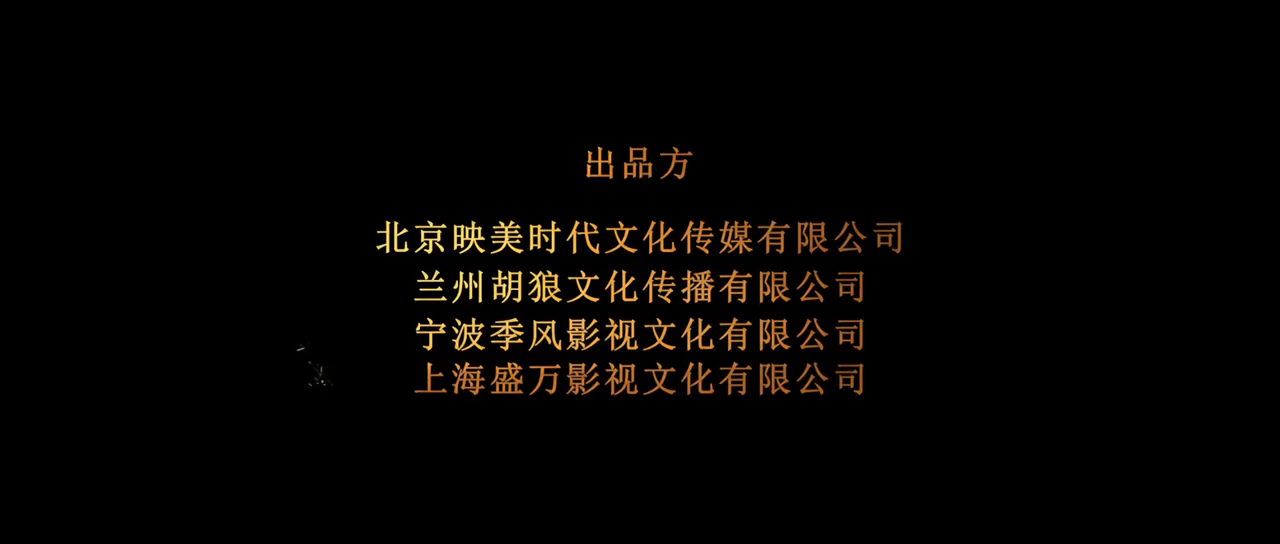 出品方
北京映美时代文化传媒有限公司
兰州胡狼文化传播有限公司
宁波季风影视文化有限公司
上海盛万影视文化有限公司